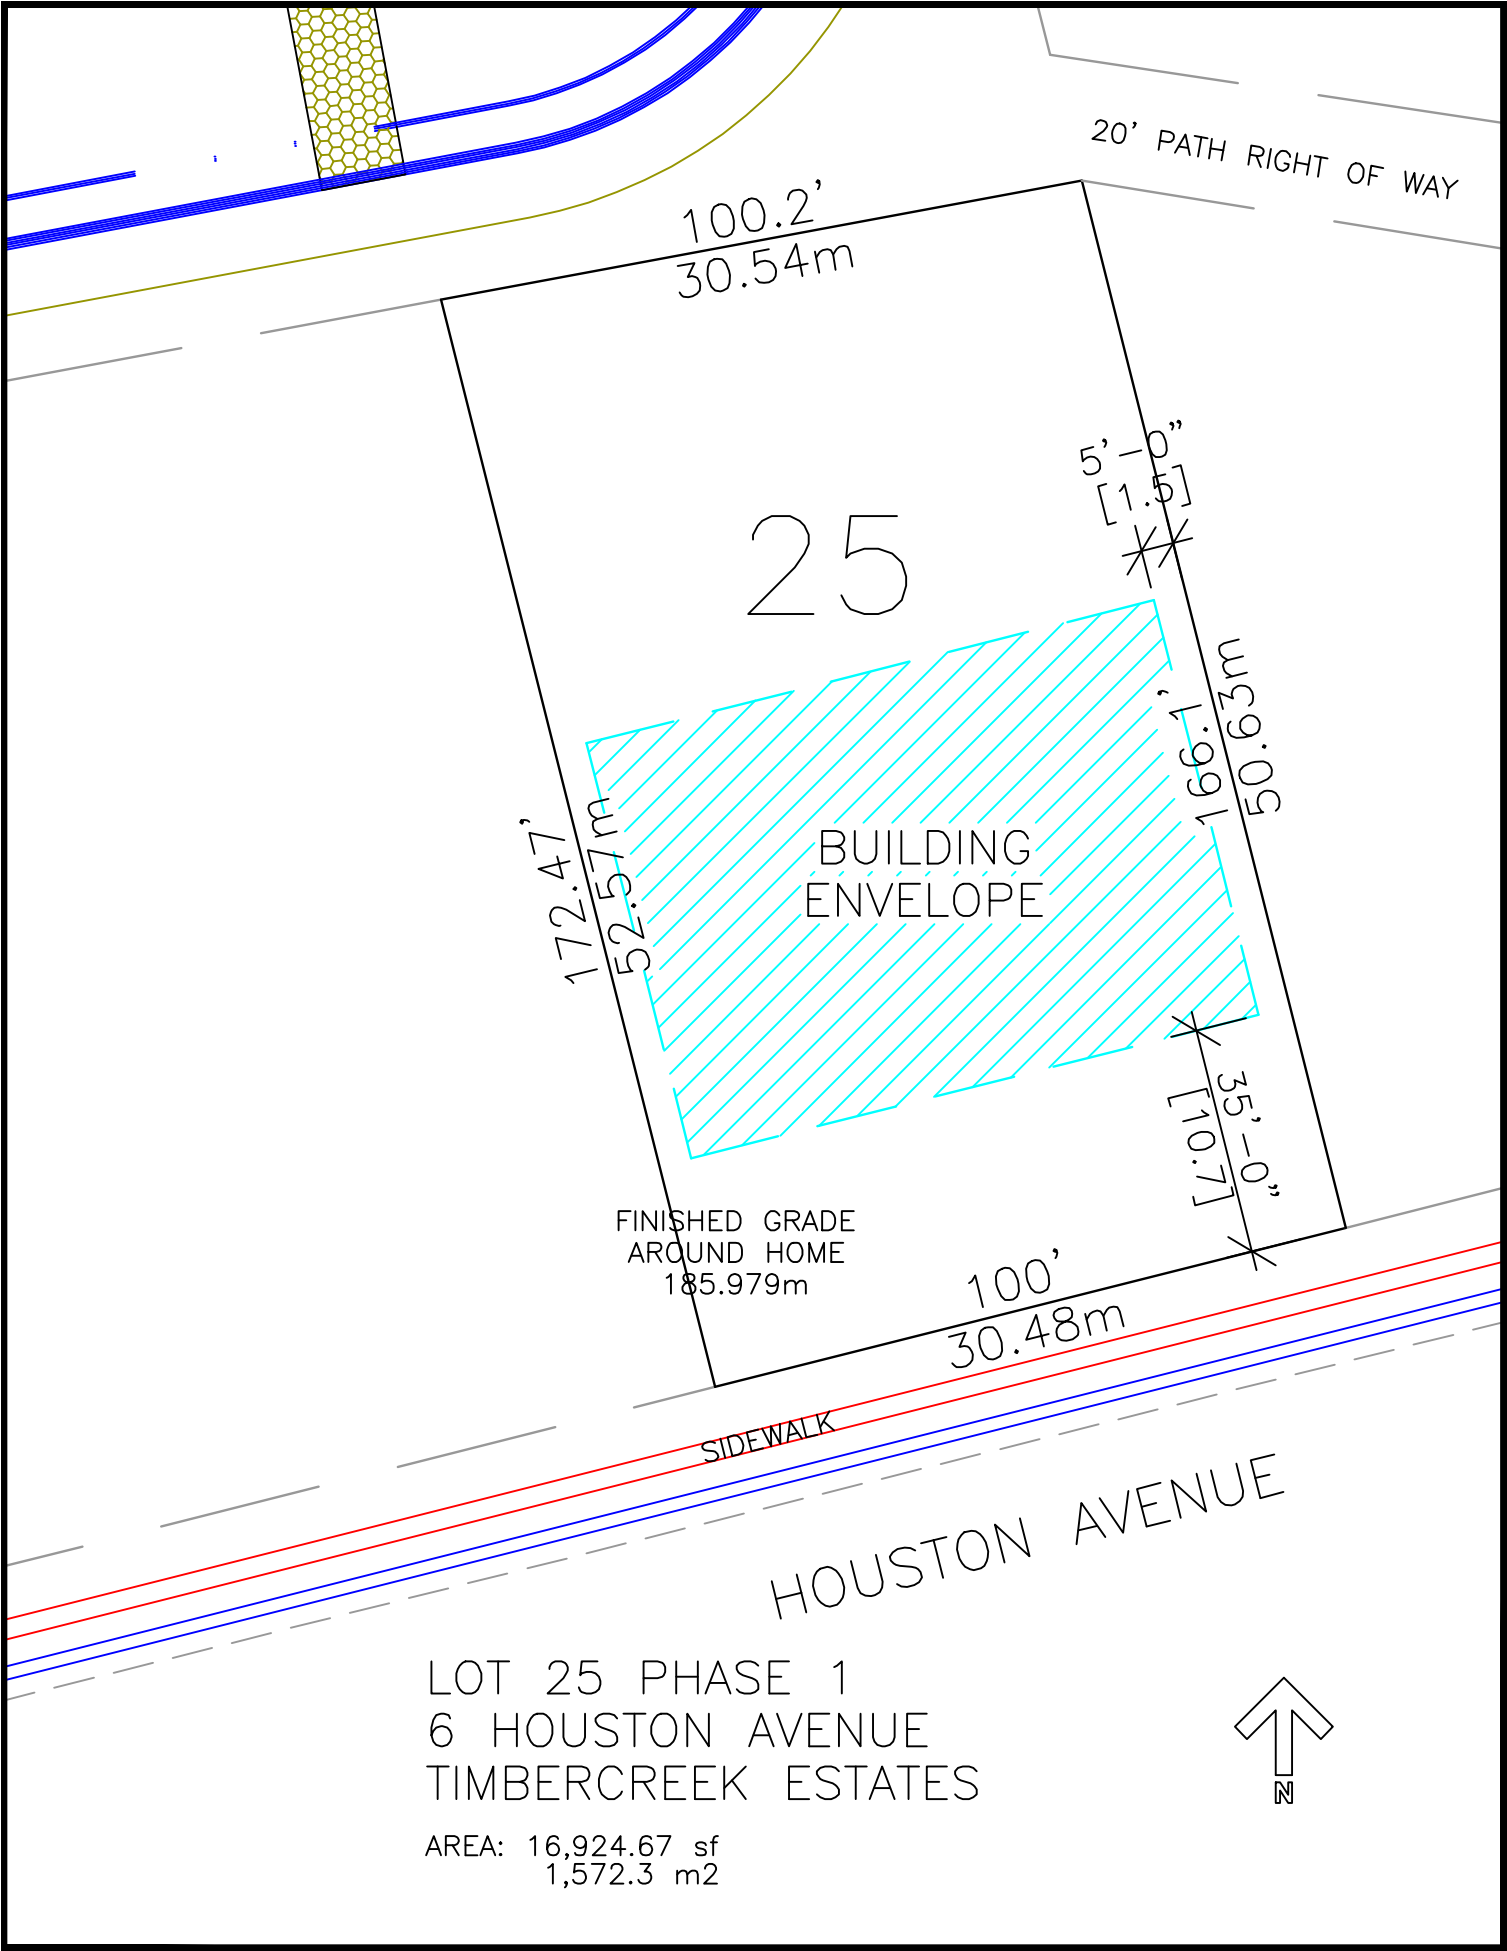 20' PATH RIGHT OF WAY
100.2'
30.54m
5'-0"
[1.5]
25
166.1'
50.63m
172.47'
52.57m
BUILDING
ENVELOPE
35'-0"
[10.7]
FINISHED GRADE
AROUND HOME
185.979m
100'
30.48m
SIDEWALK
HOUSTON AVENUE
LOT 25 PHASE 1
6 HOUSTON AVENUE
TIMBERCREEK ESTATES
AREA: 16,924.67 sf
1,572.3 m2
N